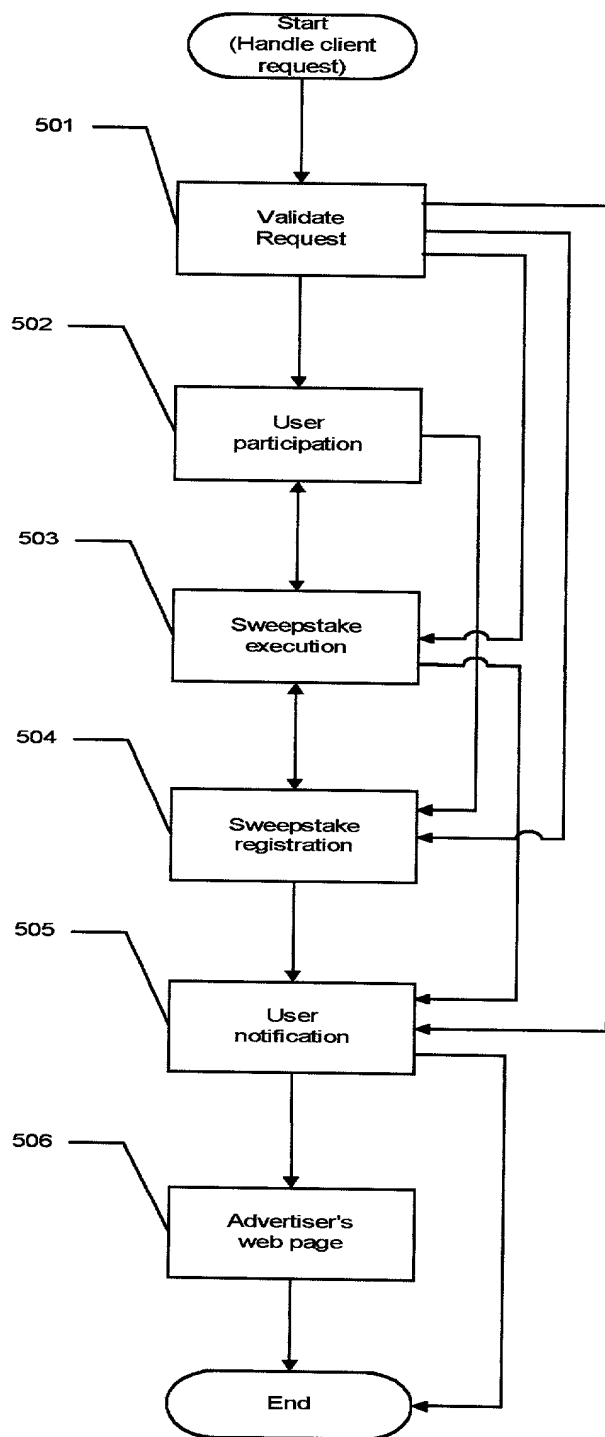 Start
(Handle client
request)
501
Validate
Request
502
User
participation
503
Sweepstake
execution
504
Sweepstake
registration
505
User
notification
506
Advertiser's
web page
End